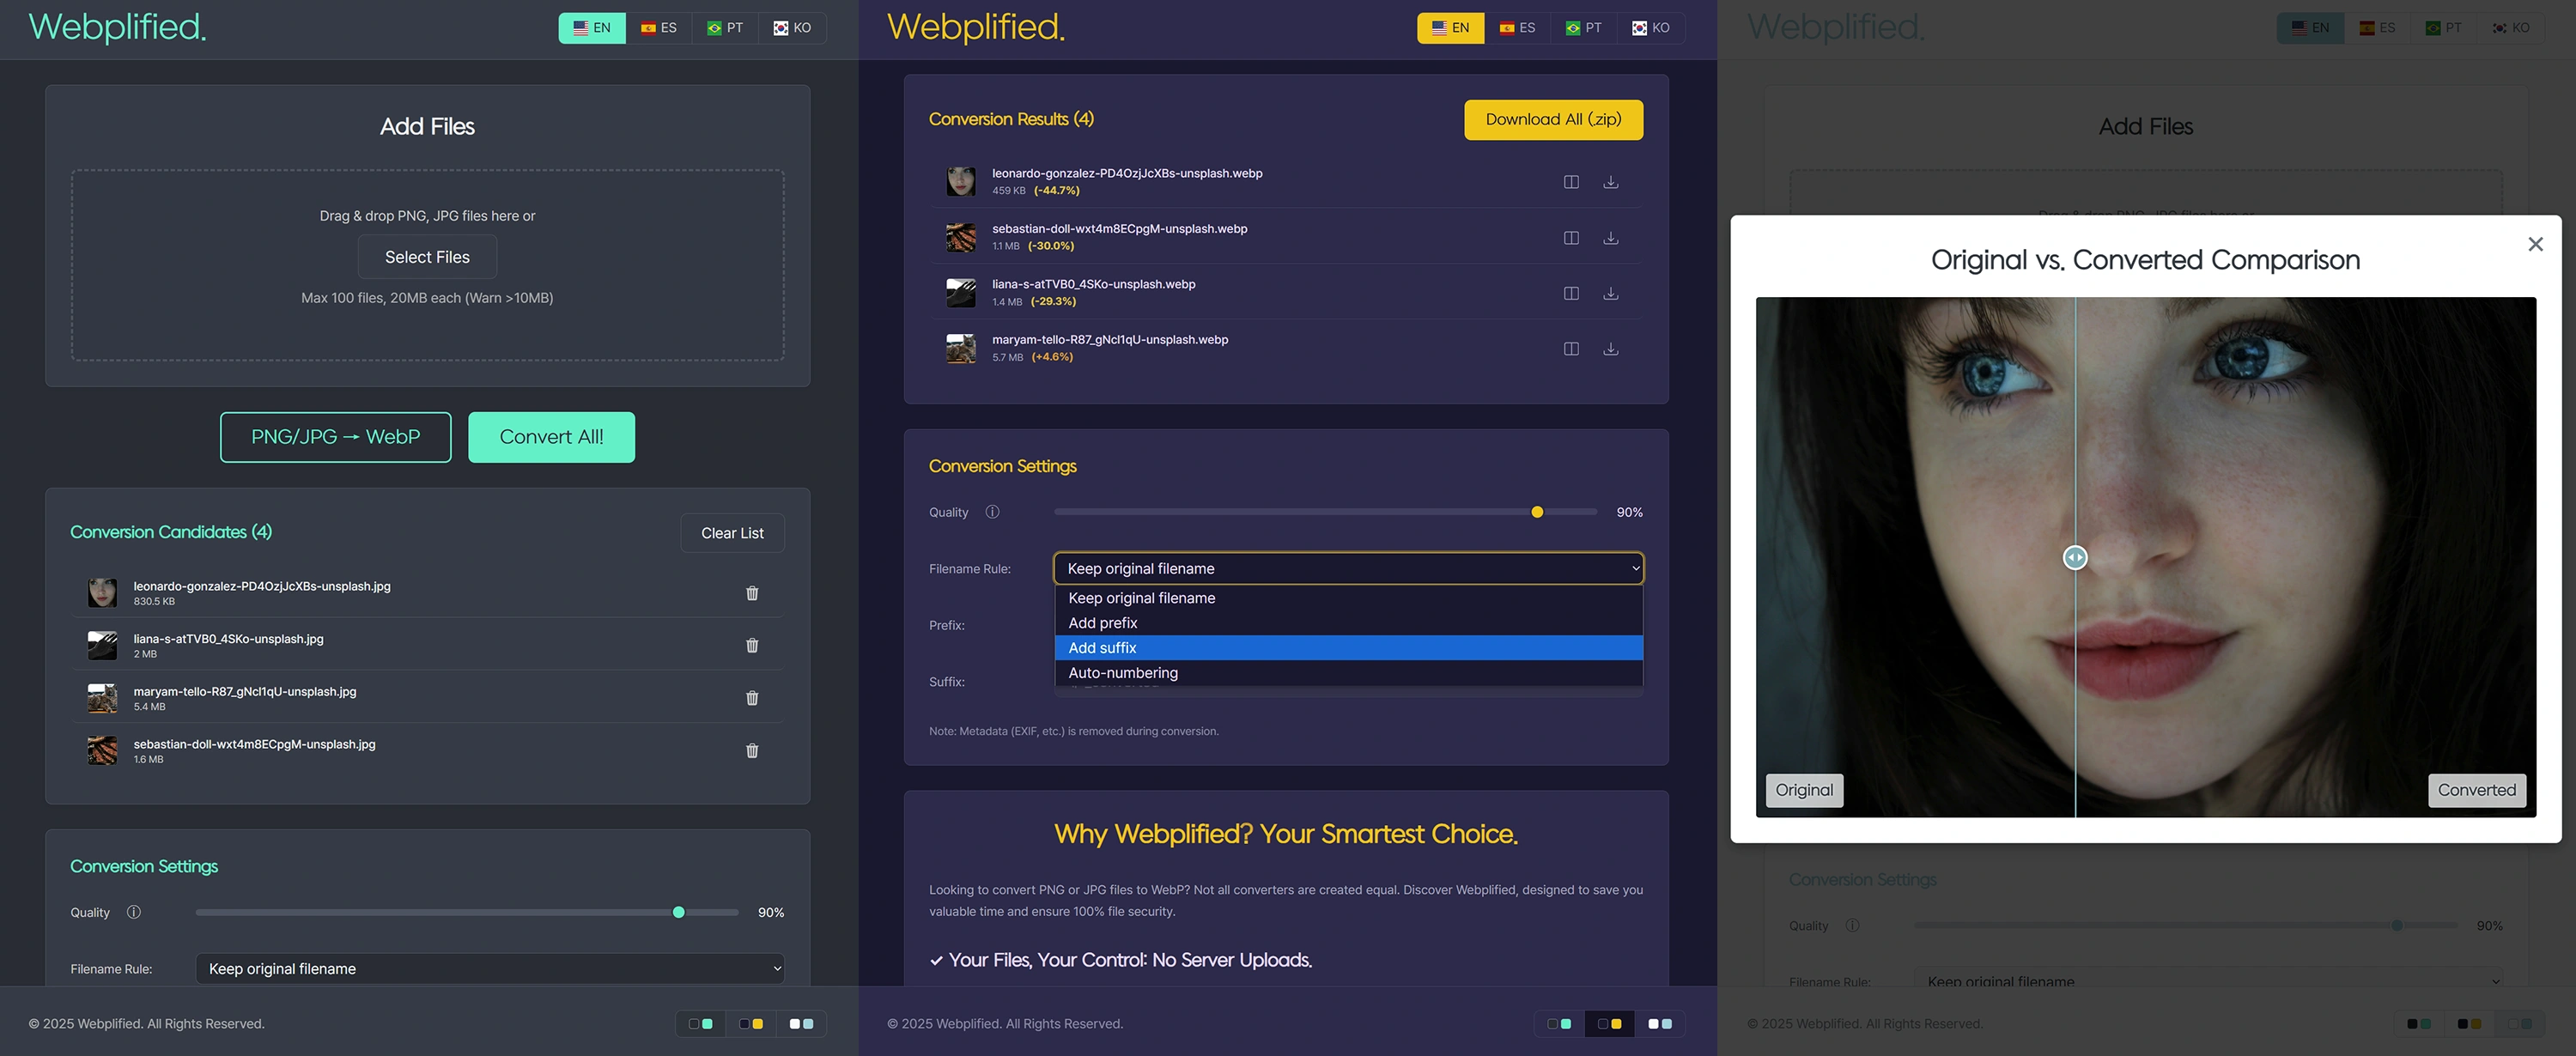 Webplified.
EN
ES
PT
KO
Add Files
Drag & drop PNG, JPG files here or
Select Files
Max 100 files, 20MB each (Warn >10MB)
PNG/JPG → WebP
Convert All!
Conversion Candidates (4)
Clear List
leonardo-gonzalez-PD4OzjJcXBs-unsplash.jpg
830.5 KB
liana-s-atTVB0_4SKo-unsplash.jpg
2 MB
maryam-tello-R87_gNcl1qU-unsplash.jpg
5.4 MB
sebastian-doll-wxt4m8ECpgM-unsplash.jpg
1.6 MB
Conversion Settings
Quality
90%
Filename Rule:
Keep original filename
© 2025 Webplified. All Rights Reserved.
Webplified.
EN
ES
PT
KO
Conversion Results (4)
Download All (.zip)
leonardo-gonzalez-PD4OzjJcXBs-unsplash.webp
459 KB (-44.7%)
sebastian-doll-wxt4m8ECpgM-unsplash.webp
1.1 MB (-30.0%)
liana-s-atTVB0_4SKo-unsplash.webp
1.4 MB (-29.3%)
maryam-tello-R87_gNcl1qU-unsplash.webp
5.7 MB (+4.6%)
Conversion Settings
Quality
90%
Filename Rule:
Keep original filename
Keep original filename
Add prefix
Prefix:
Add suffix
Auto-numbering
Suffix:
Note: Metadata (EXIF, etc.) is removed during conversion.
Why Webplified? Your Smartest Choice.
Looking to convert PNG or JPG files to WebP? Not all converters are created equal. Discover Webplified, designed to save you
valuable time and ensure 100% file security.
Your Files, Your Control: No Server Uploads.
© 2025 Webplified. All Rights Reserved.
Webplified.
EN
ES
PT
KO
Add Files
Original vs. Converted Comparison
Original
Converted
Conversion Settings
Quality
90%
Filename Rule:
Keep original filename
© 2025 Webplified. All Rights Reserved.